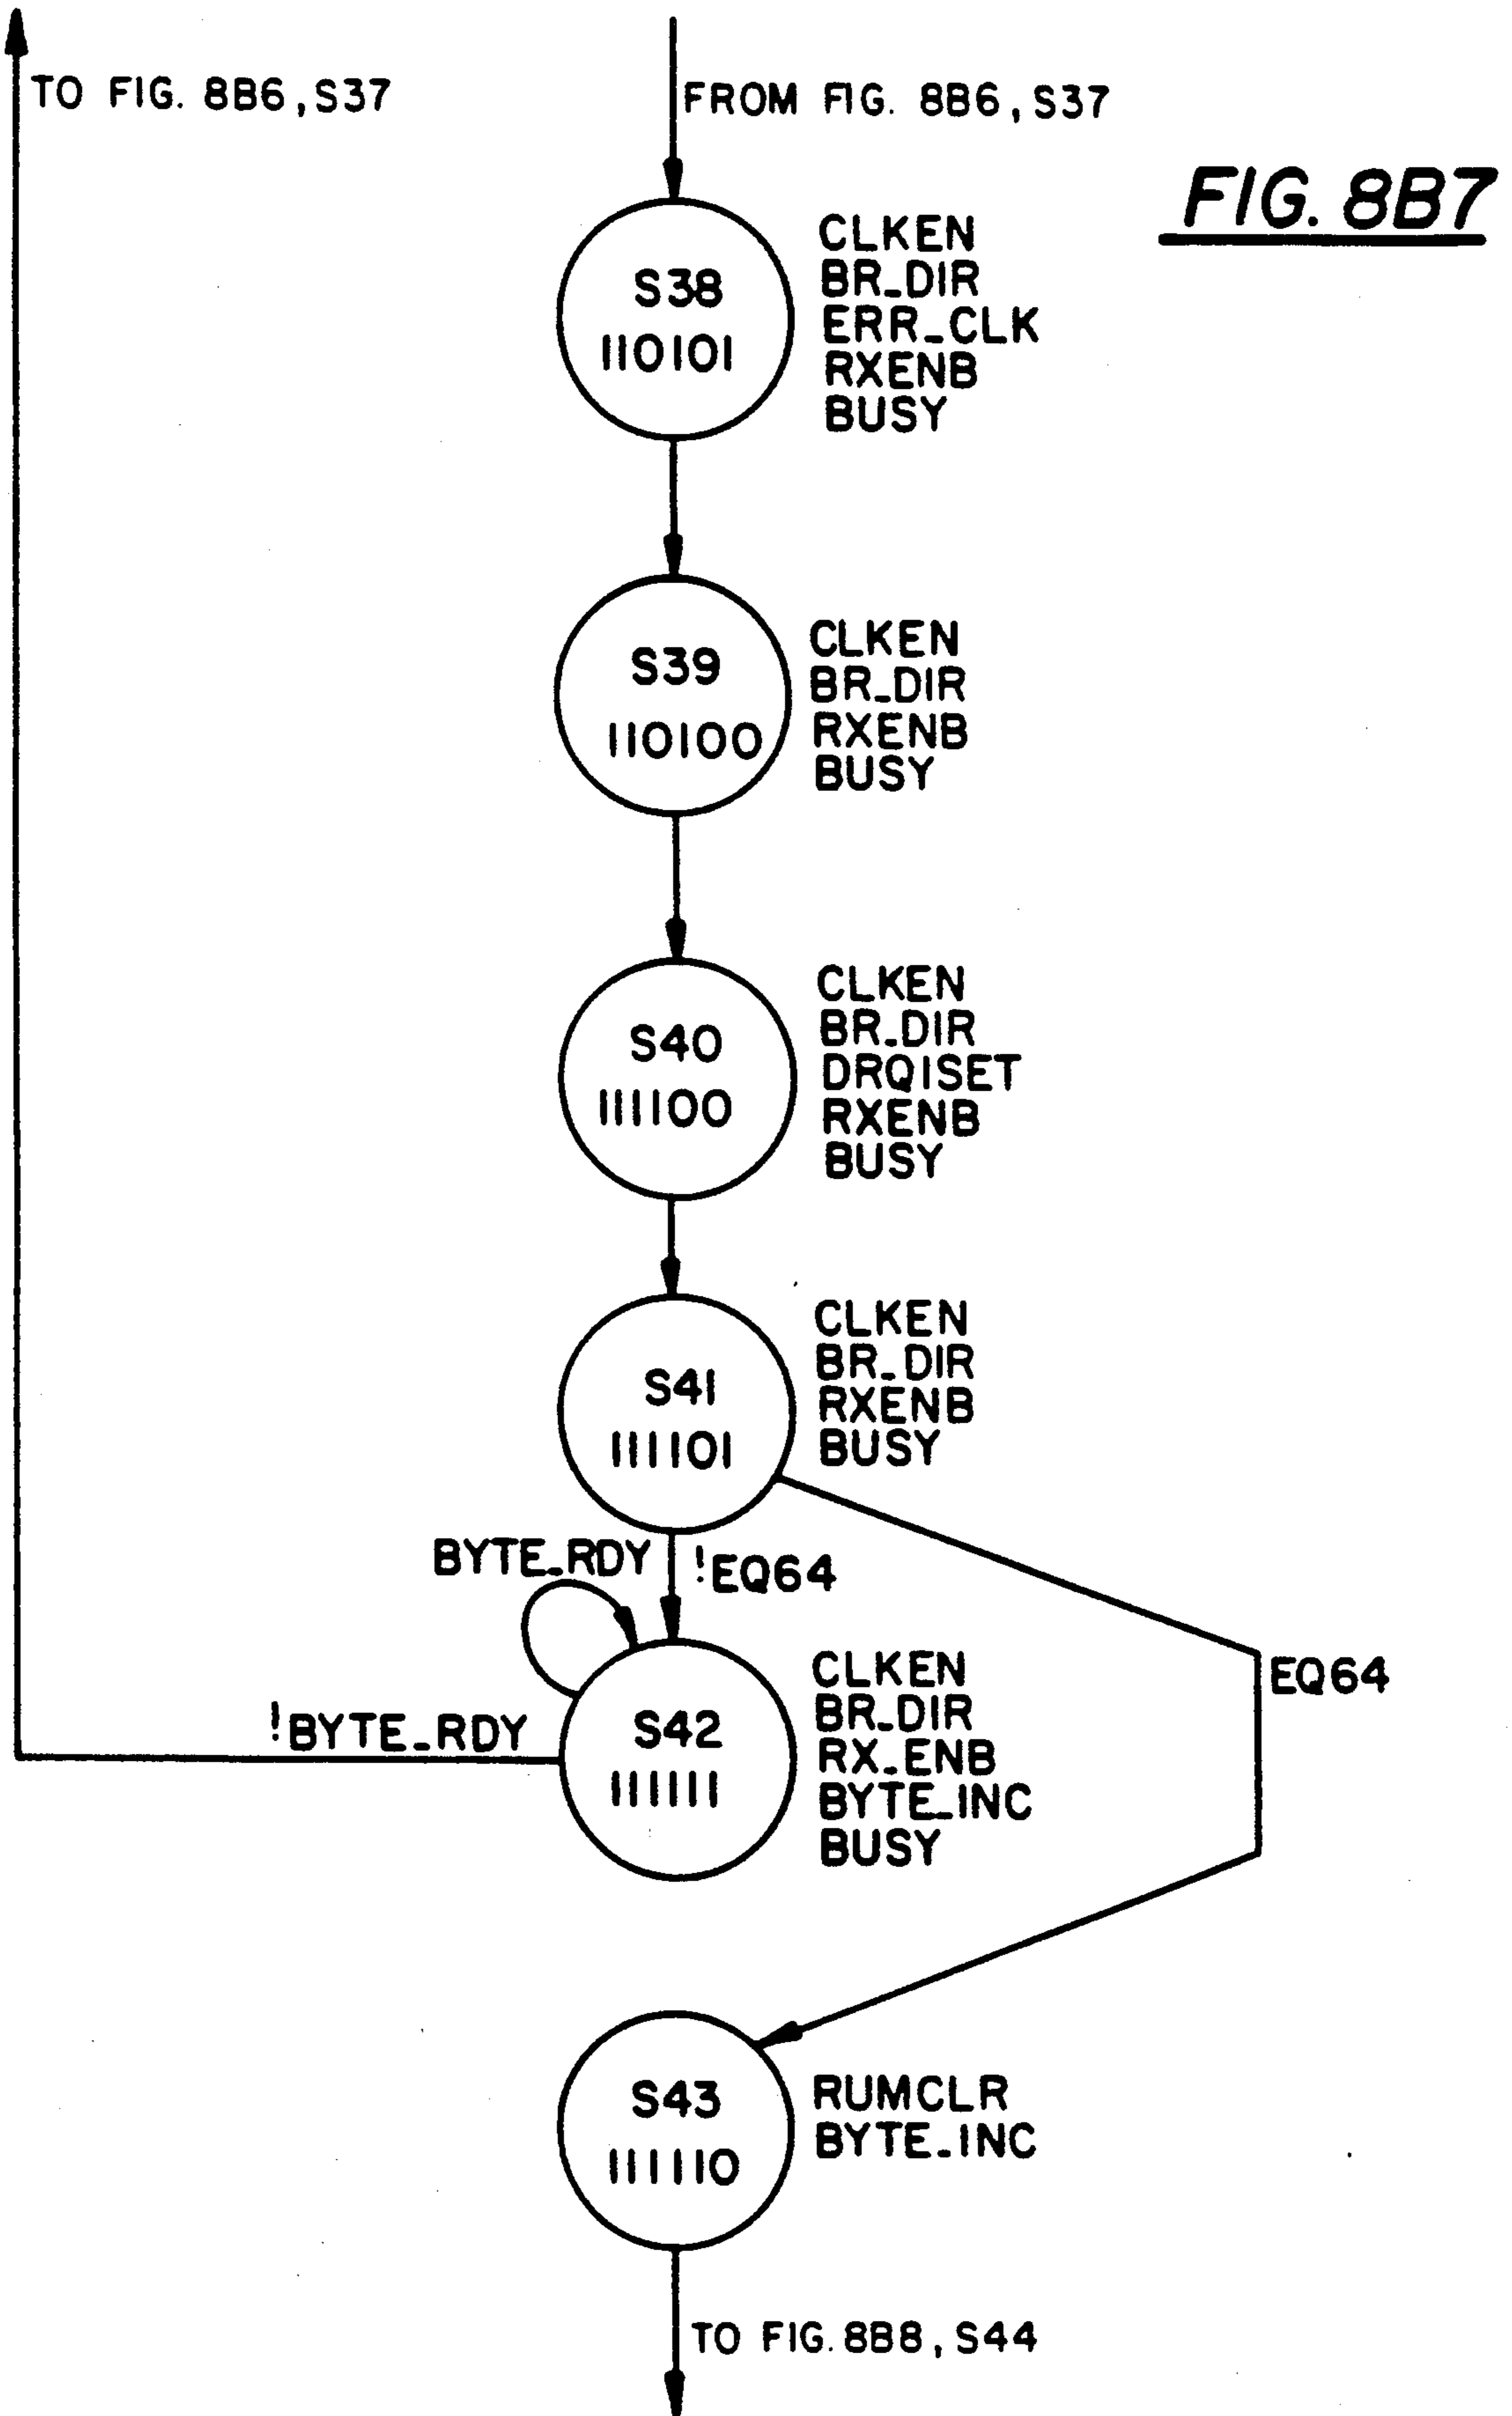 TO FIG. 8B6, S37
FROM FIG. 8B6, S37
FIG. 8B7
S38
110101
CLKEN
BR_DIR
ERR_CLK
RXENB
BUSY
S39
110100
CLKEN
BR_DIR
RXENB
BUSY
S40
111100
CLKEN
BR_DIR
DRQ1SET
RXENB
BUSY
S41
111101
CLKEN
BR_DIR
RXENB
BUSY
BYTE_RDY
!EQ64
EQ64
!BYTE_RDY
S42
111111
CLKEN
BR_DIR
RX_ENB
BYTE_INC
BUSY
S43
111110
RUMCLR
BYTE_INC
TO FIG. 8B8, S44